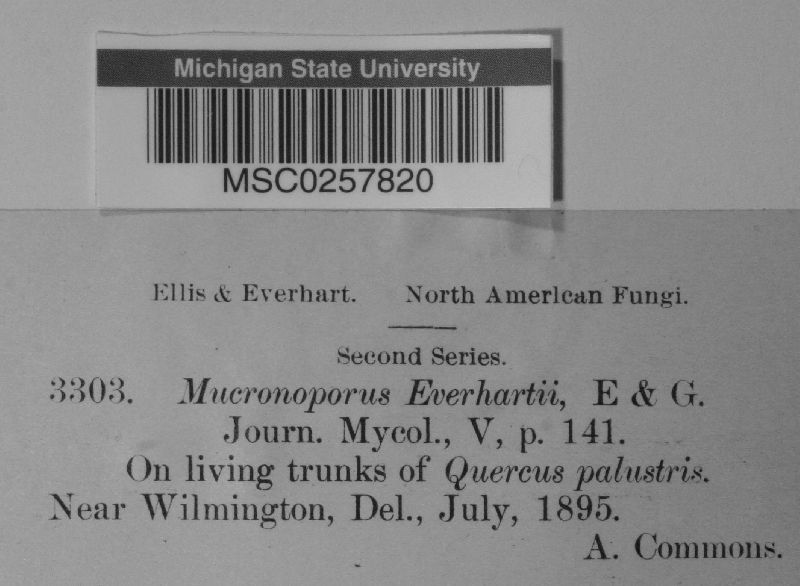 Michigan State University
MSC0257820
Ellis & Everhart. North American Fungi.
Second Series.
3303. Mucronoporus Everhartii, E & G.
Journ. Mycol., V, p. 141.
On living trunks of Quercus palustris.
Near Wilmington, Del., July, 1895.
A. Commons.